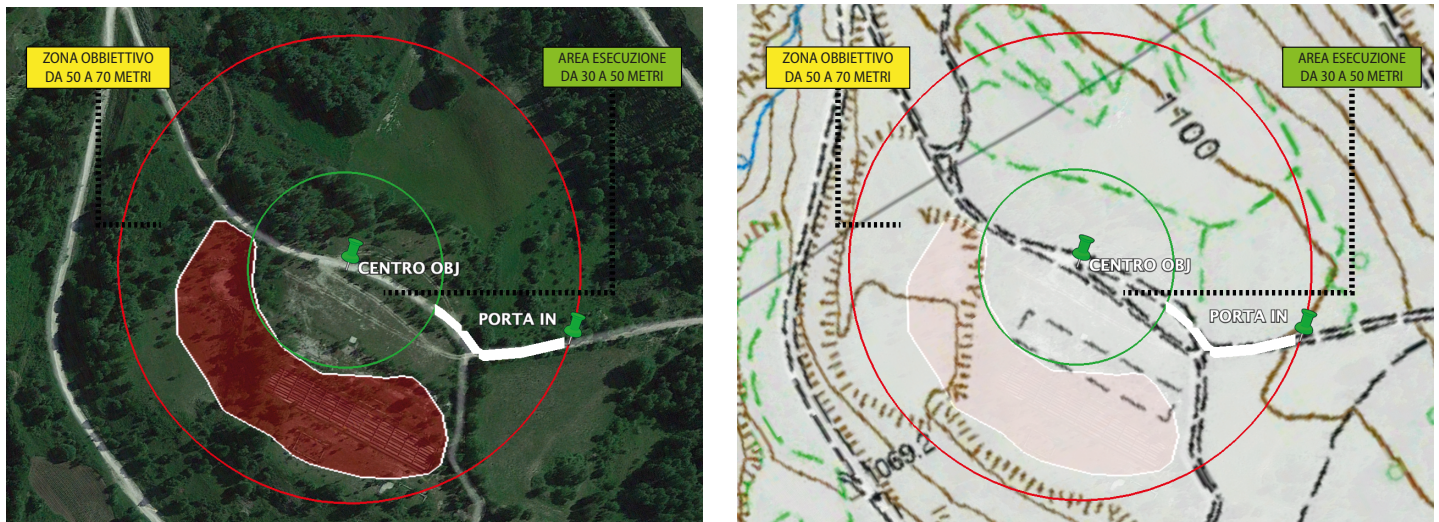 ZONA OBBIETTIVO
DA 50 A 70 METRI
AREA ESECUZIONE
DA 30 A 50 METRI
CENTRO OBJ
PORTA IN
ZONA OBBIETTIVO
DA 50 A 70 METRI
AREA ESECUZIONE
DA 30 A 50 METRI
1100
CENTRO OBJ
PORTA IN
1069.2